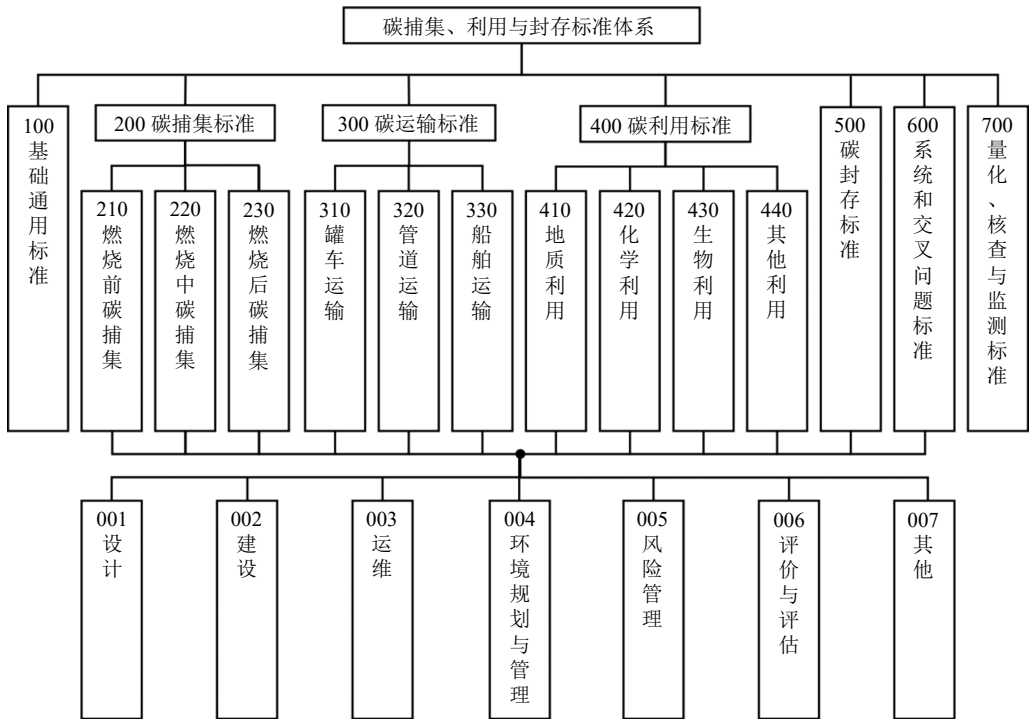 碳捕集、利用与封存标准体系
100 基础通用标准
200 碳捕集标准
210 燃烧前碳捕集
220 燃烧中碳捕集
230 燃烧后碳捕集
300 碳运输标准
310 罐车运输
320 管道运输
330 船舶运输
400 碳利用标准
410 地质利用
420 化学利用
430 生物利用
440 其他利用
500 碳封存标准
600 系统和交叉问题标准
700 量化、核查与监测标准
001 设计
002 建设
003 运维
004 环境规划与管理
005 风险管理
006 评价与评估
007 其他